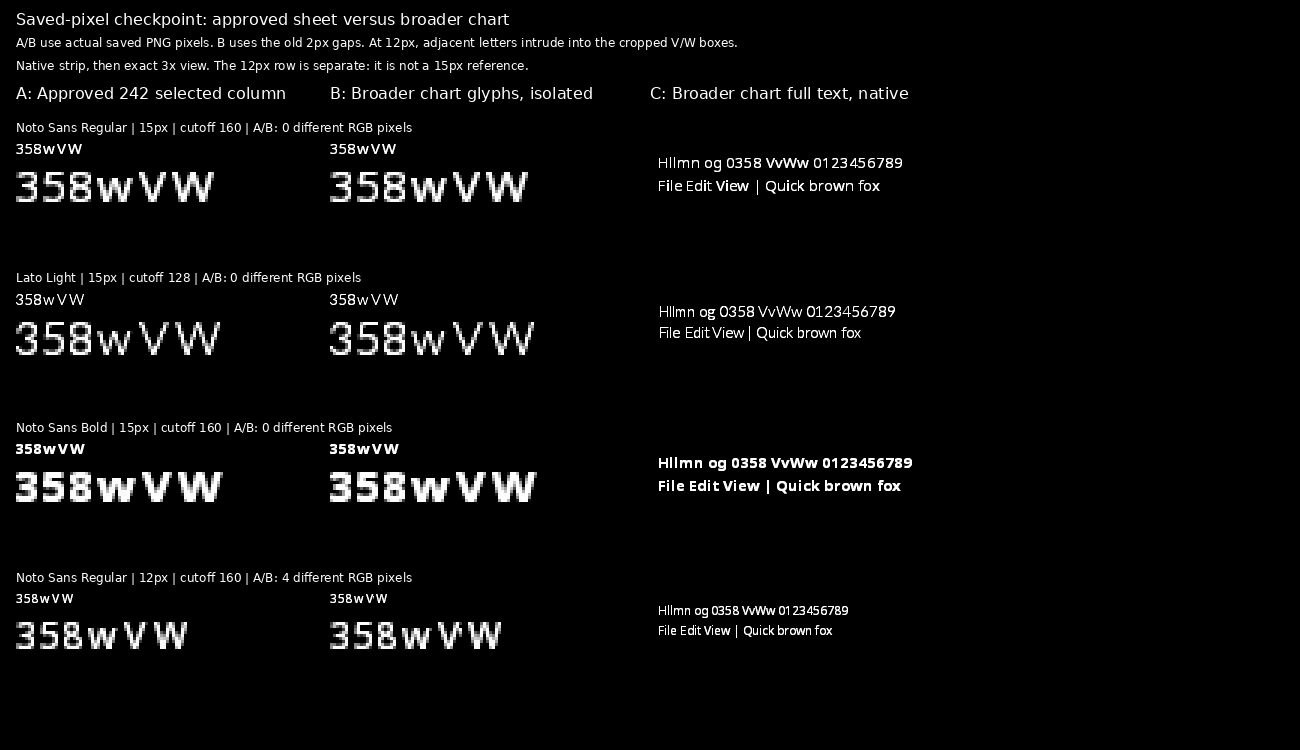 Saved-pixel checkpoint: approved sheet versus broader chart
A/B use actual saved PNG pixels. B uses the old 2px gaps. At 12px, adjacent letters intrude into the cropped V/W boxes.
Native strip, then exact 3x view. The 12px row is separate: it is not a 15px reference.
A: Approved 242 selected column
B: Broader chart glyphs, isolated
C: Broader chart full text, native
Noto Sans Regular | 15px | cutoff 160 | A/B: 0 different RGB pixels
358wVW
358wVW
358wVW
358wVW
Hllmn og 0358 VvWw 0123456789
File Edit View | Quick brown fox
Lato Light | 15px | cutoff 128 | A/B: 0 different RGB pixels
358wVW
358wVW
358wVW
358wVW
Hllmn og 0358 VvWw 0123456789
File Edit View | Quick brown fox
Noto Sans Bold | 15px | cutoff 160 | A/B: 0 different RGB pixels
358wVW
358wVW
358wVW
358wVW
Hllmn og 0358 VvWw 0123456789
File Edit View | Quick brown fox
Noto Sans Regular | 12px | cutoff 160 | A/B: 4 different RGB pixels
358wVW
358wVW
358wVW
358wVW
Hllmn og 0358 VvWw 0123456789
File Edit View | Quick brown fox